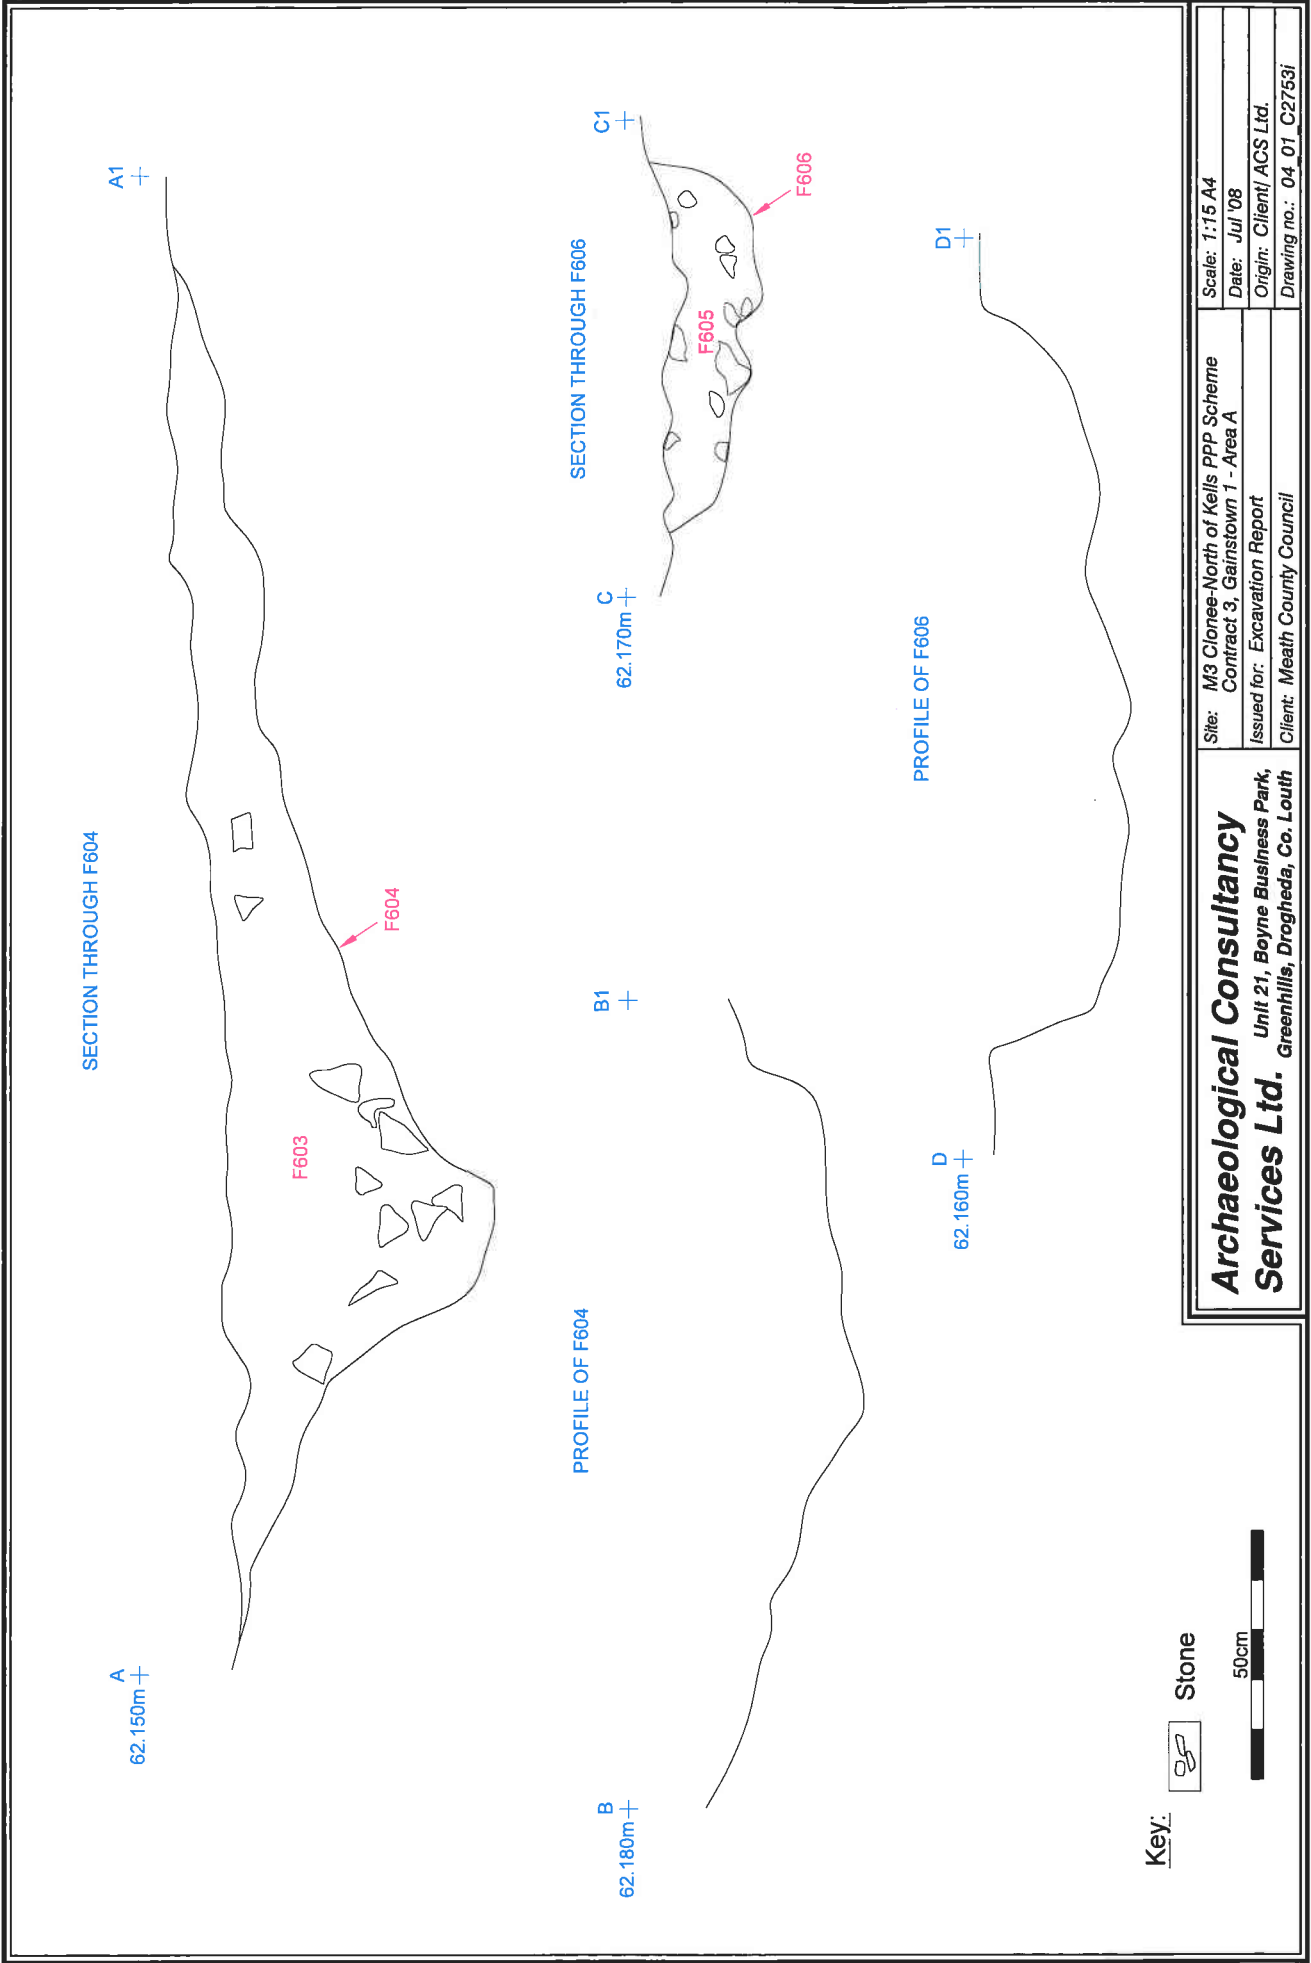 SECTION THROUGH F604
A
62.150m
A1
F603
F604
PROFILE OF F604
B
62.180m
B1
SECTION THROUGH F606
C
62.170m
C1
F605
F606
PROFILE OF F606
D
62.160m
D1
Key:
Stone
50cm
Archaeological Consultancy
Services Ltd.
Unit 21, Boyne Business Park,
Greenhills, Drogheda, Co. Louth
Site: M3 Clonee-North of Kells PPP Scheme
Contract 3, Gainstown 1 - Area A
Issued for: Excavation Report
Client: Meath County Council
Scale: 1:15 A4
Date: Jul '08
Origin: Client/ ACS Ltd.
Drawing no.: 04_01_C2753i